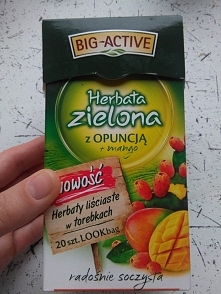 BIG-ACTIVE
Herbata
zielona
z OPUNCJĄ
+ mango
NOWOŚĆ
Herbaty liściaste
w torebkach
20 szt. LOOKbag
radośnie soczysta